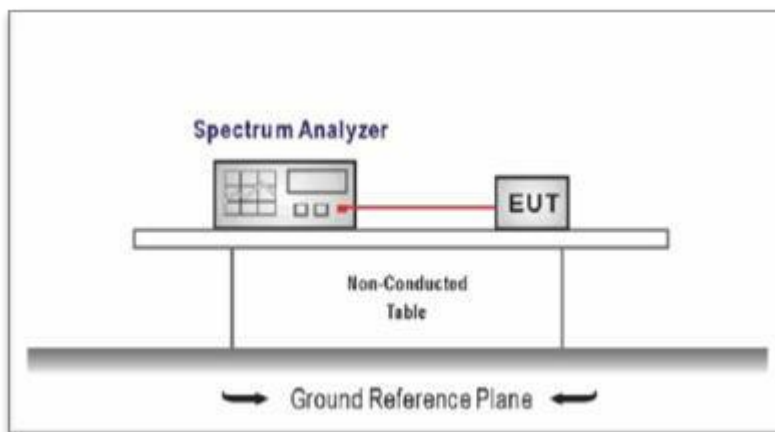 Spectrum Analyzer
EUT
Non-Conducted
Table
Ground Reference Plane